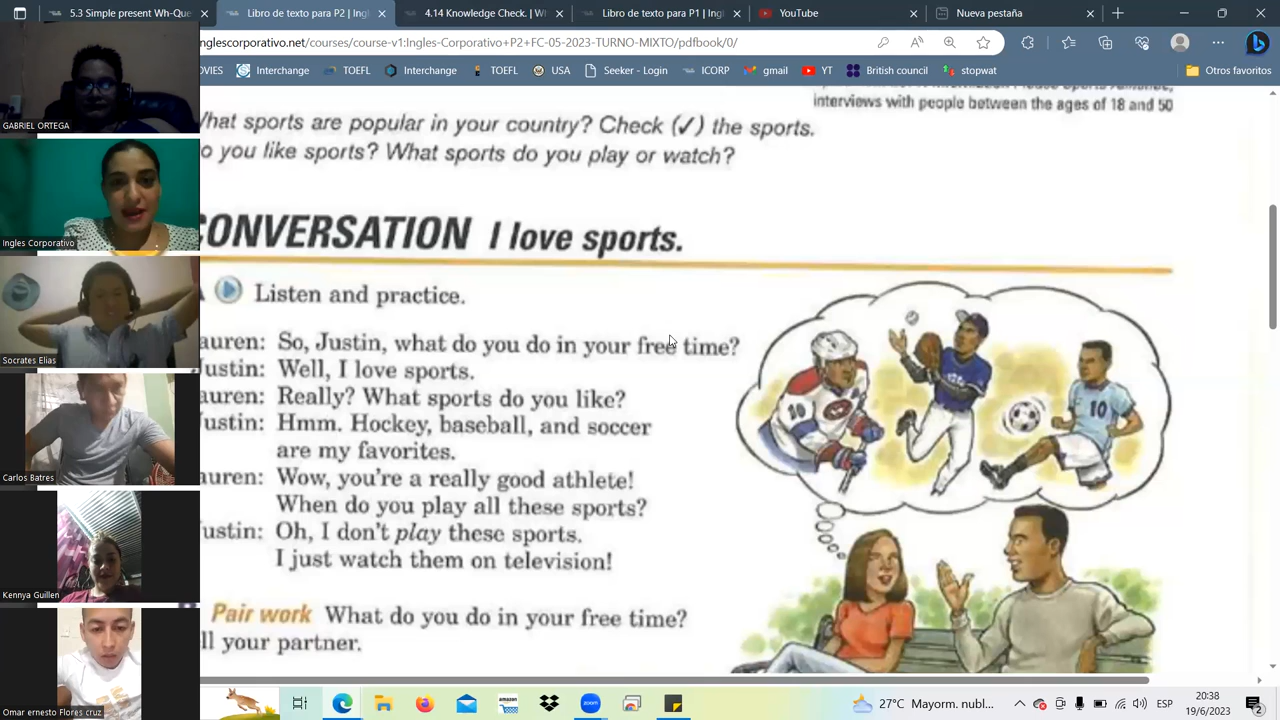 5.3 Simple Present Wh-Que
Libro de texto para P2 | Ingl
4.14 Knowledge Check. | W
Libro de texto para P1 | Ingl
YouTube
Nueva pestaña
nglescorporativo.net/courses/course-v1:Ingles-Corporativo+P2+FC-05-2023-TURNO-MIXTO/pdfbook/0/
OVIES
Interchange
TOEFL
Interchange
TOEFL
USA
Seeker - Login
ICORP
gmail
YT
British council
stopwat
Otros favoritos
interviews with people between the ages of 18 and 50
hat sports are popular in your country? Check (✓) the sports.
o you like sports? What sports do you play or watch?
ONVERSATION I love sports.
Listen and practice.
auren: So, Justin, what do you do in your free time?
ustin: Well, I love sports.
auren: Really? What sports do you like?
ustin: Hmm. Hockey, baseball, and soccer
are my favorites.
auren: Wow, you're a really good athlete!
When do you play all these sports?
ustin: Oh, I don't play these sports.
I just watch them on television!
Pair work What do you do in your free time?
ll your partner.
10
10
GABRIEL ORTEGA
Ingles Corporativo
Socrates Elias
Carlos Batres
Kennya Guillen
Omar ernesto Flores cruz
amazon
zoom
27°C Mayorm. nubl...
ESP
20:38
19/6/2023
2